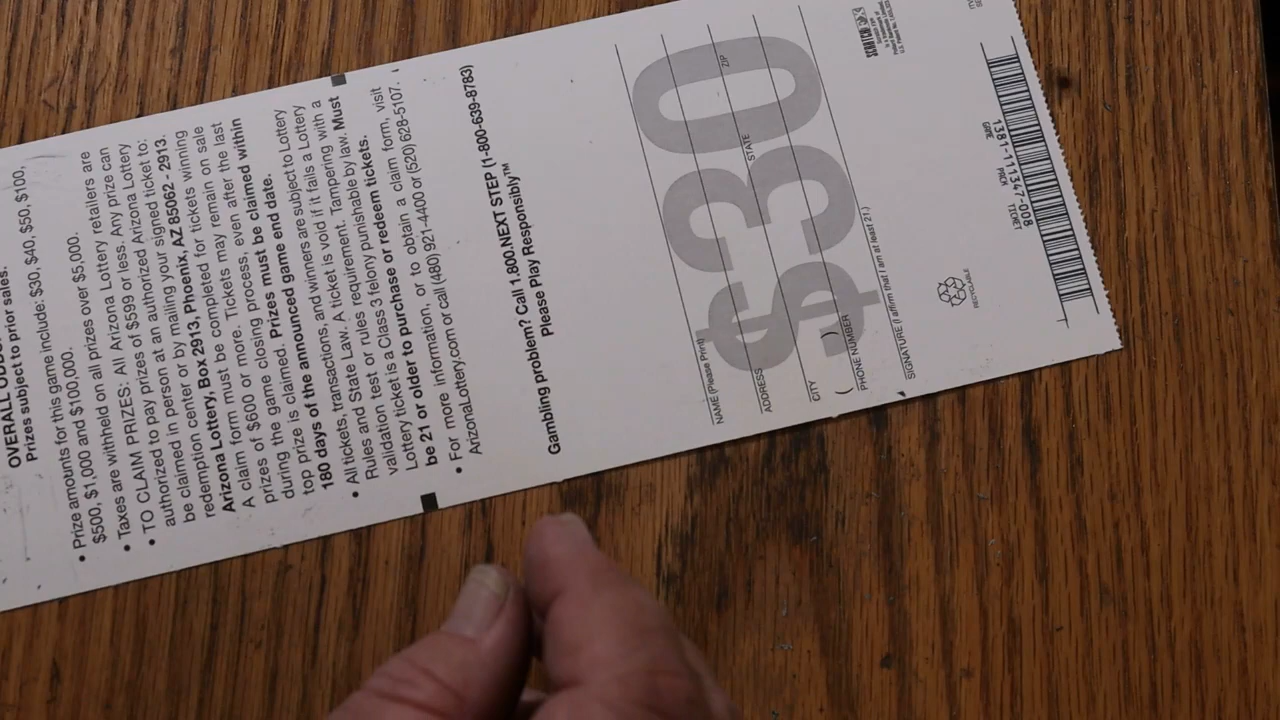 OVERALL ODDS
Prizes subject to prior sales.
• Prize amounts for this game include: $30, $40, $50, $100,
$500, $1,000 and $100,000.
• Taxes are withheld on all prizes over $5,000.
• TO CLAIM PRIZES: All Arizona Lottery retailers are
authorized to pay prizes of $599 or less. Any prize can
be claimed in person at an authorized Arizona Lottery
redemption center or by mailing your signed ticket to:
Arizona Lottery, Box 2913, Phoenix, AZ 85062 - 2913.
A claim form must be completed for tickets winning
prizes of $600 or more. Tickets may remain on sale
during the game closing process, even after the last
top prize is claimed. Prizes must be claimed within
180 days of the announced game end date.
• All tickets, transactions, and winners are subject to Lottery
Rules and State Law. A ticket is void if it fails a Lottery
validation test or rules requirement. Tampering with a
Lottery ticket is a Class 3 felony punishable by law. Must
be 21 or older to purchase or redeem tickets.
• For more information, or to obtain a claim form, visit
ArizonaLottery.com or call (480) 921-4400 or (520) 628-5107.
Gambling problem? Call 1.800.NEXT STEP (1-800-639-8783)
Please Play Responsibly™
$30
NAME (Please Print)
ADDRESS
CITY STATE ZIP
( )
PHONE NUMBER
SIGNATURE (I affirm that I am at least 21)
RECYCLABLE
GAME PACK TICKET
1381-111347-008